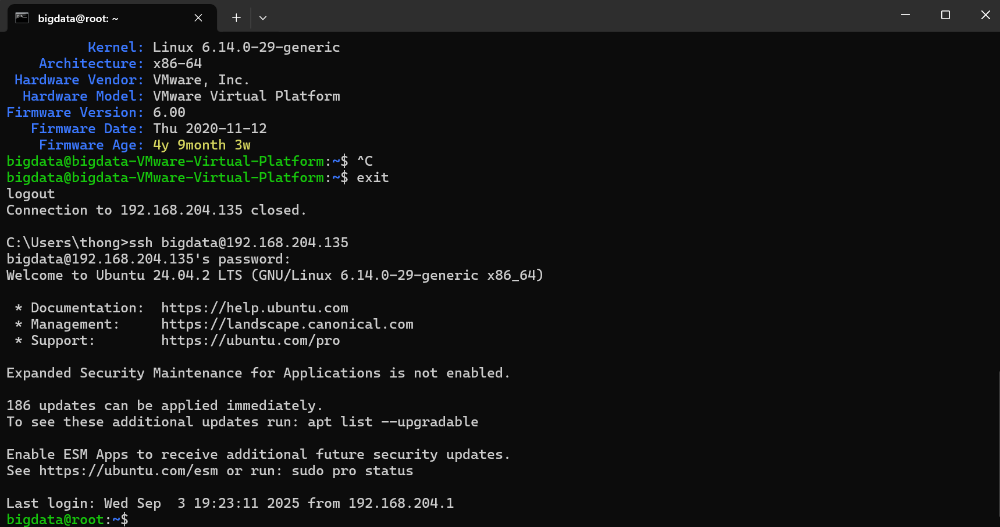 bigdata@root: ~
Kernel: Linux 6.14.0-29-generic
Architecture: x86-64
Hardware Vendor: VMware, Inc.
Hardware Model: VMware Virtual Platform
Firmware Version: 6.00
Firmware Date: Thu 2020-11-12
Firmware Age: 4y 9month 3w
bigdata@bigdata-VMware-Virtual-Platform:~$ ^C
bigdata@bigdata-VMware-Virtual-Platform:~$ exit
logout
Connection to 192.168.204.135 closed.
C:\Users\thong>ssh bigdata@192.168.204.135
bigdata@192.168.204.135's password:
Welcome to Ubuntu 24.04.2 LTS (GNU/Linux 6.14.0-29-generic x86_64)
* Documentation:  https://help.ubuntu.com
* Management:     https://landscape.canonical.com
* Support:        https://ubuntu.com/pro
Expanded Security Maintenance for Applications is not enabled.
186 updates can be applied immediately.
To see these additional updates run: apt list --upgradable
Enable ESM Apps to receive additional future security updates.
See https://ubuntu.com/esm or run: sudo pro status
Last login: Wed Sep  3 19:23:11 2025 from 192.168.204.1
bigdata@root:~$